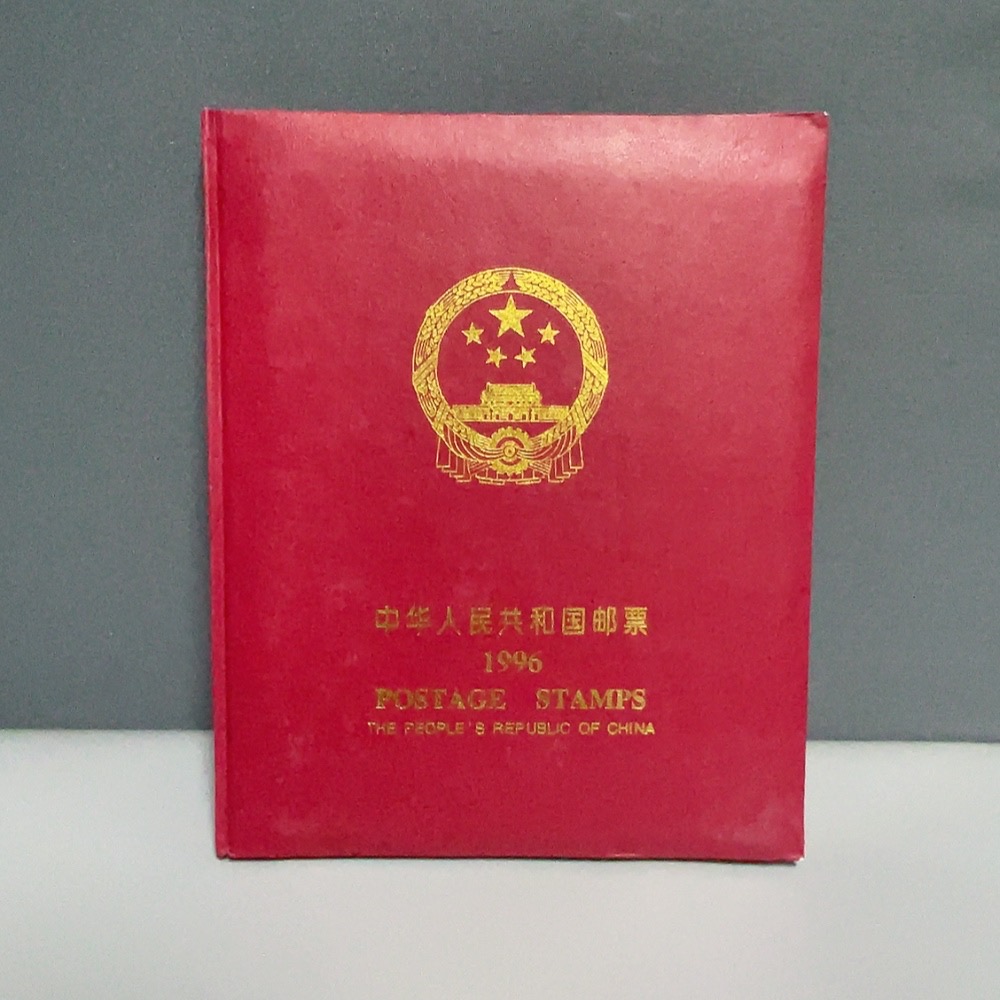 中华人民共和国邮票
1996
POSTAGE STAMPS
THE PEOPLE'S REPUBLIC OF CHINA